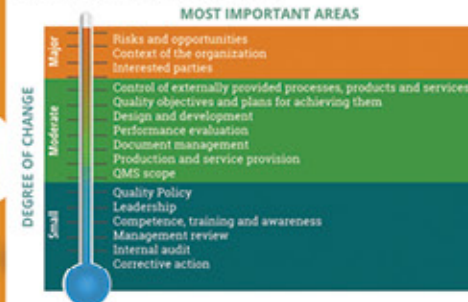 MOST IMPORTANT AREAS
DEGREE OF CHANGE
Major
Risks and opportunities
Context of the organization
Interested parties
Moderate
Control of externally provided processes, products and services
Quality objectives and plans for achieving them
Design and development
Performance evaluation
Document management
Production and service provision
QMS scope
Small
Quality Policy
Leadership
Competence, training and awareness
Management review
Internal audit
Corrective action